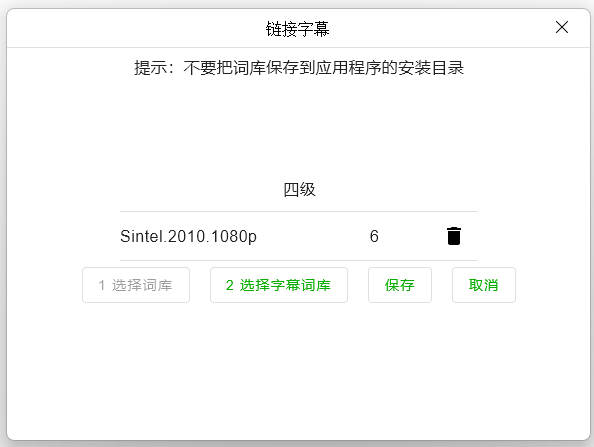 链接字幕
提示：不要把词库保存到应用程序的安装目录
四级
Sintel.2010.1080p 6
1 选择词库 2 选择字幕词库 保存 取消